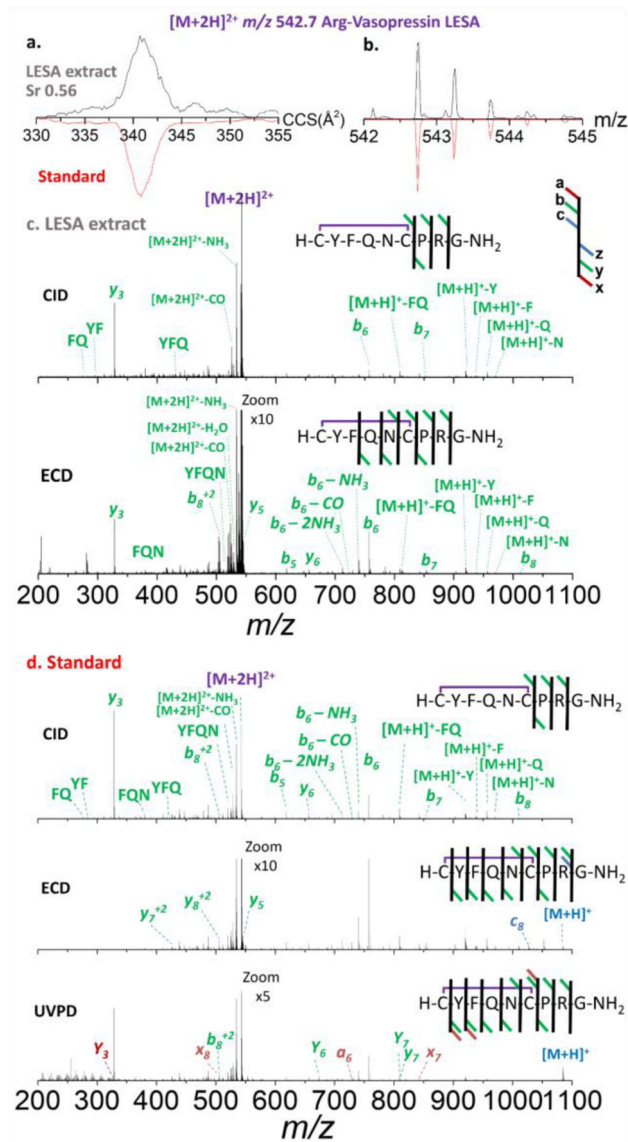 [M+2H]²⁺ m/z 542.7 Arg-Vasopressin LESA
a.
b.
LESA extract
Sr 0.56
CCS(Å²)
m/z
330 335 340 345 350 355
542 543 544 545
Standard
[M+2H]²⁺
a
b
c
z
y
x
c. LESA extract
[M+2H]²⁺-NH₃
H-C-Y-F-Q-N-C-P-R-G-NH₂
CID
y₃
[M+2H]²⁺-CO
[M+H]⁺-FQ
[M+H]⁺-Y
[M+H]⁺-F
[M+H]⁺-Q
[M+H]⁺-N
FQ
YF
YFQ
b₆
b₇
[M+2H]²⁺-NH₃
Zoom
x10
H-C-Y-F-Q-N-C-P-R-G-NH₂
[M+2H]²⁺-H₂O
[M+2H]²⁺-CO
ECD
YFQN
b₈⁺²
y₃
y₅
FQN
b₆ – NH₃
b₆ – CO
b₆ – 2NH₃
b₆
[M+H]⁺-FQ
[M+H]⁺-Y
[M+H]⁺-F
[M+H]⁺-Q
[M+H]⁺-N
b₅
y₆
b₇
b₈
200 300 400 500 600 700 800 900 1000 1100
m/z
d. Standard
[M+2H]²⁺
y₃
[M+2H]²⁺-NH₃
[M+2H]²⁺-CO
H-C-Y-F-Q-N-C-P-R-G-NH₂
CID
YFQN
b₈⁺²
b₆ – NH₃
b₆ – CO
b₆ – 2NH₃
b₆
[M+H]⁺-FQ
[M+H]⁺-F
[M+H]⁺-Q
[M+H]⁺-Y
[M+H]⁺-N
FQ
YF
FQN
YFQ
b₅
y₆
b₇
b₈
Zoom
x10
H-C-Y-F-Q-N-C-P-R-G-NH₂
ECD
y₇⁺²
y₈⁺²
y₅
c₈
[M+H]⁺
Zoom
x5
H-C-Y-F-Q-N-C-P-R-G-NH₂
UVPD
Y₃
x₈
b₈⁺²
Y₆
a₆
Y₇
y₇
x₇
[M+H]⁺
200 300 400 500 600 700 800 900 1000 1100
m/z